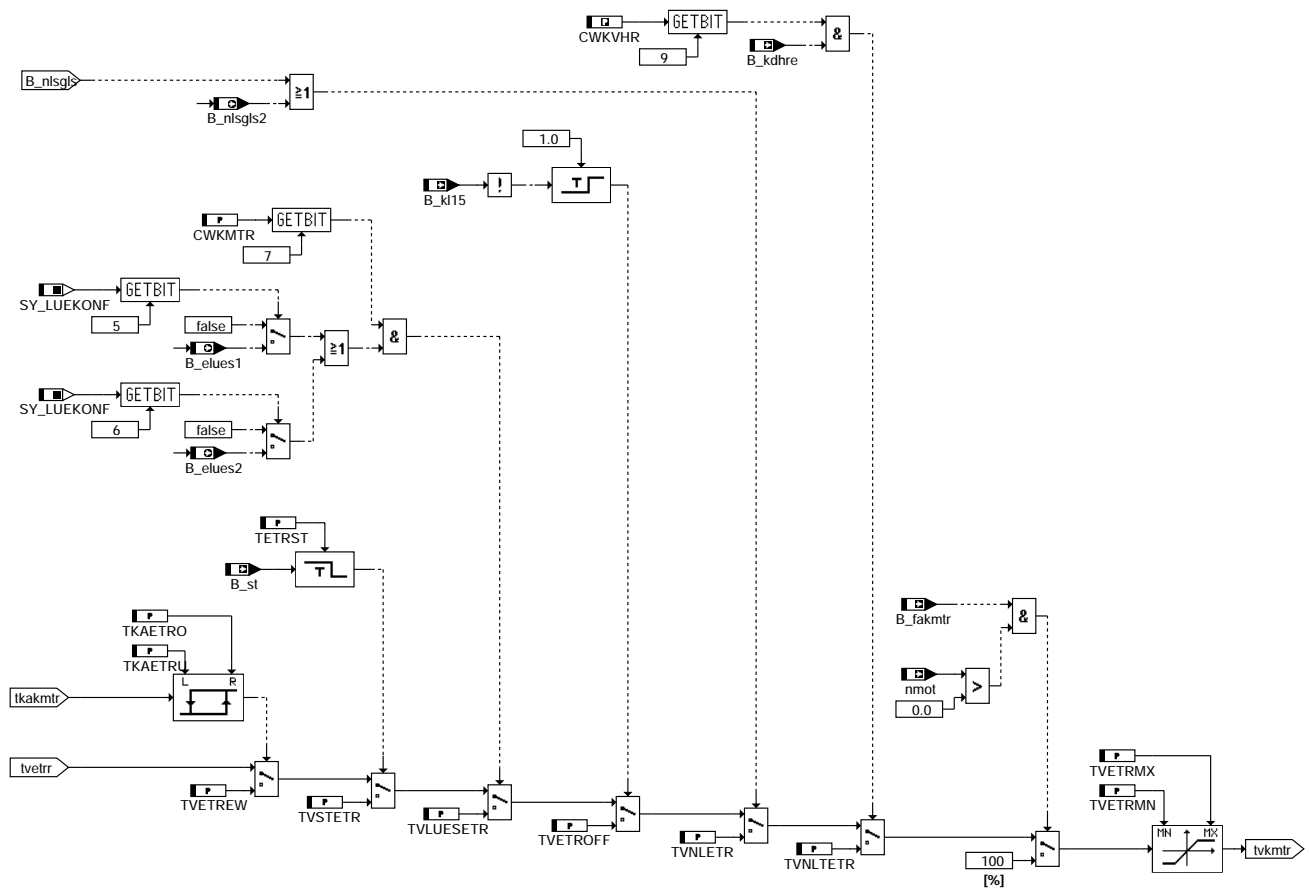 CWKVHR
P
GETBIT
9
B_kdhre
&
B_nlsgls
B_nlsgls2
≥1
1.0
B_kl15
!
T
CWKMTR
P
GETBIT
7
SY_LUEKONF
GETBIT
5
false
B_elues1
≥1
&
SY_LUEKONF
GETBIT
6
false
B_elues2
P
TETRST
B_st
T
P
TKAETRO
P
TKAETRU
L R
tkakmtr
B_fakmtr
&
nmot
>
0.0
tvetrr
P
TVETREW
P
TVSTETR
P
TVLUESETR
P
TVETROFF
P
TVNLETR
P
TVNLTETR
100
[%]
P
TVETRMX
P
TVETRMN
MN MX
tvkmtr